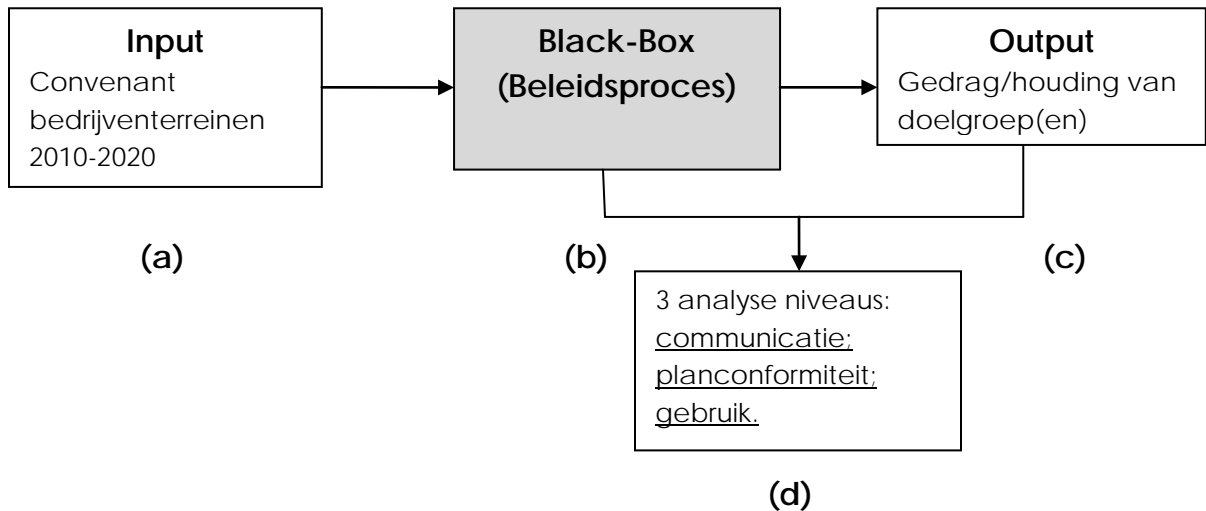 Input
Convenant
bedrijventerreinen
2010-2020
Black-Box
(Beleidsproces)
Output
Gedrag/houding van
doelgroep(en)
(a)
(b)
(c)
3 analyse niveaus:
communicatie;
planconformiteit;
gebruik.
(d)